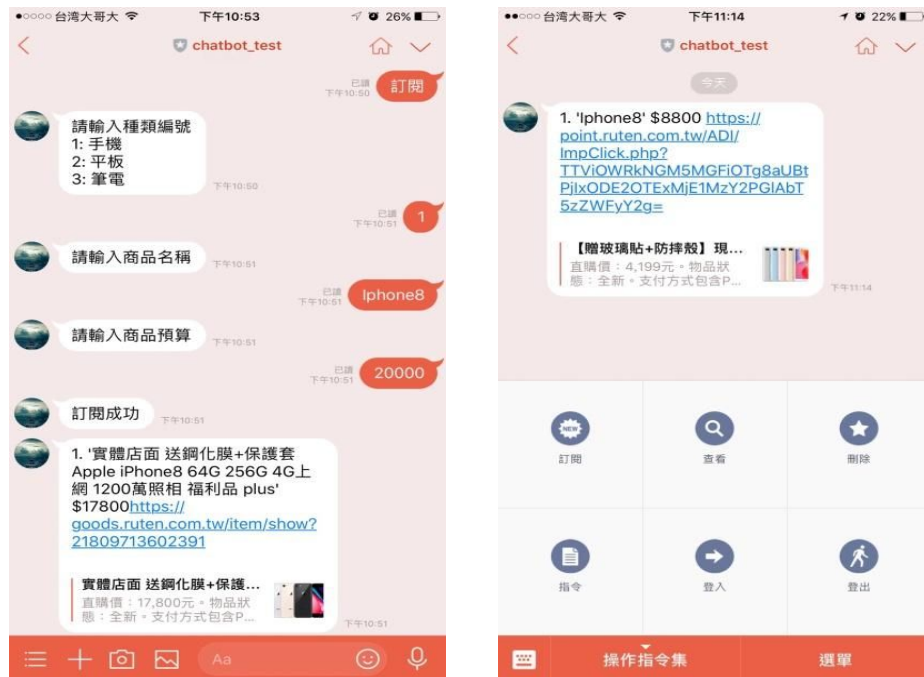 台湾大哥大 下午10:53 26%
chatbot_test
已讀
下午10:50
訂閱
請輸入種類編號
1: 手機
2: 平板
3: 筆電
下午10:50
已讀
下午10:51
1
請輸入商品名稱
下午10:51
已讀
下午10:51
Iphone8
請輸入商品預算
下午10:51
已讀
下午10:51
20000
訂閱成功
下午10:51
1. '實體店面 送鋼化膜+保護套
Apple iPhone8 64G 256G 4G上
網 1200萬照相 福利品 plus'
$17800https://
goods.ruten.com.tw/item/show?
21809713602391
實體店面 送鋼化膜+保護...
直購價：17,800元。物品狀
態：全新。支付方式包含P...
下午10:51
Aa
台湾大哥大 下午11:14 22%
chatbot_test
今天
1. 'Iphone8' $8800 https://
point.ruten.com.tw/ADI/
ImpClick.php?
TTViOWRkNGM5MGFiOTg8aUBt
PjIxODE2OTExMjE1MzY2PGlAbT
5zZWFyY2g=
【贈玻璃貼+防摔殼】現...
直購價：4,199元。物品狀
態：全新。支付方式包含P...
下午11:14
NEW
訂閱
查看
刪除
指令
登入
登出
操作指令集
選單